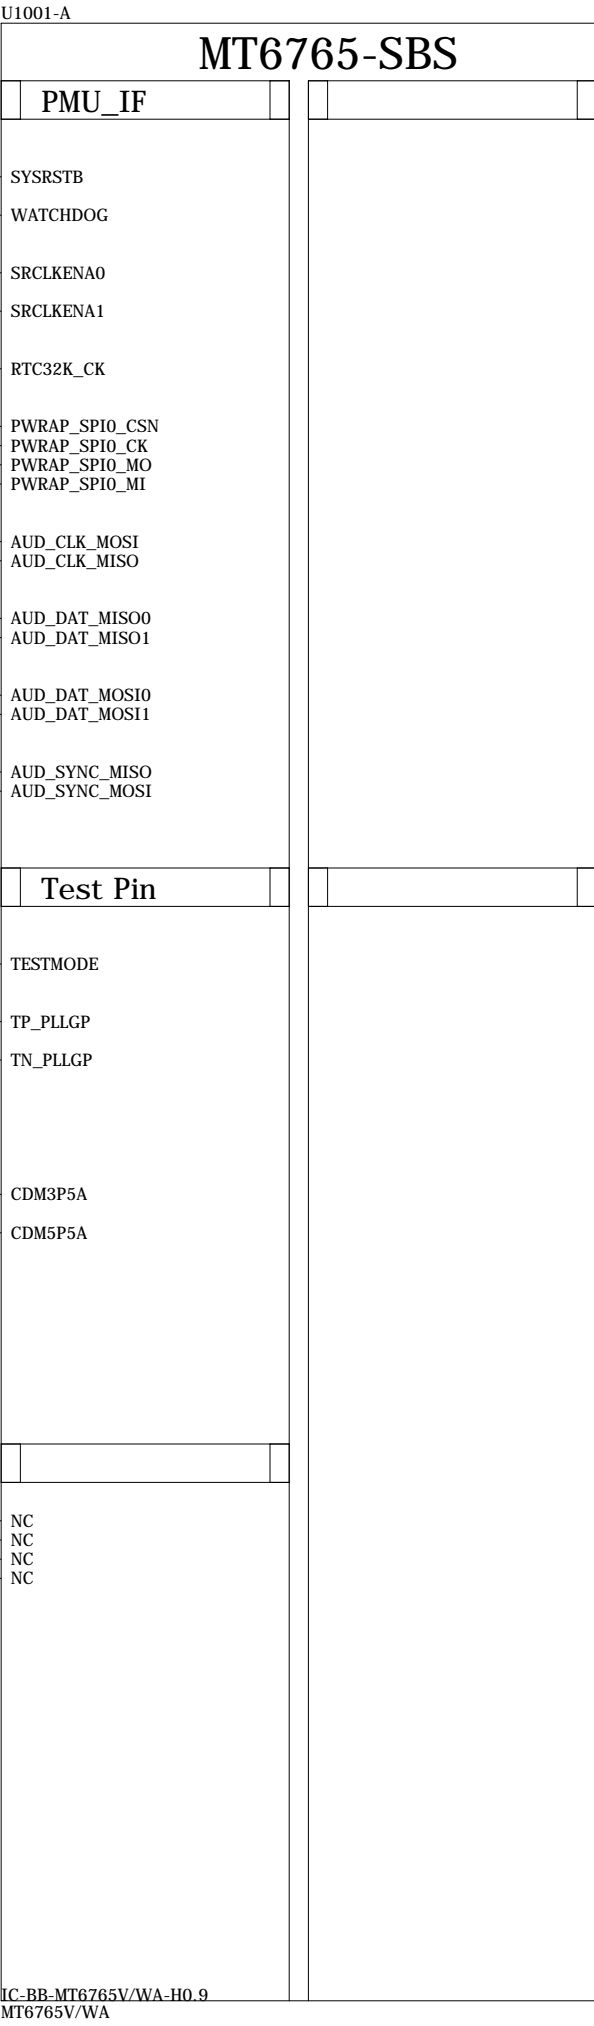 U1001-A
MT6765-SBS
PMU_IF
SYSRSTB
WATCHDOG
SRCLKENA0
SRCLKENA1
RTC32K_CK
PWRAP_SPI0_CSN
PWRAP_SPI0_CK
PWRAP_SPI0_MO
PWRAP_SPI0_MI
AUD_CLK_MOSI
AUD_CLK_MISO
AUD_DAT_MISO0
AUD_DAT_MISO1
AUD_DAT_MOSI0
AUD_DAT_MOSI1
AUD_SYNC_MISO
AUD_SYNC_MOSI
Test Pin
TESTMODE
TP_PLLGP
TN_PLLGP
CDM3P5A
CDM5P5A
NC
NC
NC
NC
IC-BB-MT6765V/WA-H0.9
MT6765V/WA